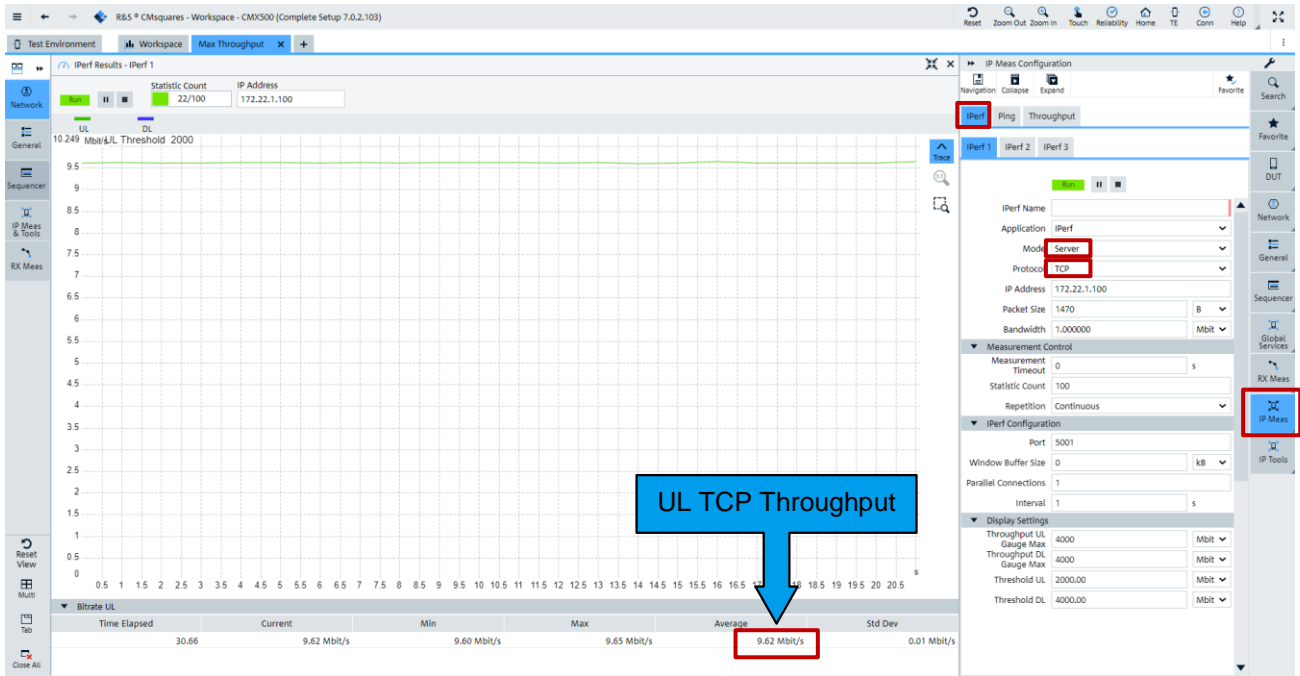 R&S ® CMsquares - Workspace - CMX500 (Complete Setup 7.0.2.103)
Reset Zoom Out Zoom In Touch Reliability Home TE Conn Help
Test Environment Workspace Max Throughput X +
IPerf Results - IPerf 1
Network
General
Sequencer
IP Meas & Tools
RX Meas
Reset View
Multi
Tab
Close All
Statistic Count IP Address
Run 22/100 172.22.1.100
UL DL
10.249 Mbit/s UL Threshold 2000
9.5
9
8.5
8
7.5
7
6.5
6
5.5
5
4.5
4
3.5
3
2.5
2
1.5
1
0.5
0
s
0.5 1 1.5 2 2.5 3 3.5 4 4.5 5 5.5 6 6.5 7 7.5 8 8.5 9 9.5 10 10.5 11 11.5 12 12.5 13 13.5 14 14.5 15 15.5 16 16.5 18 18.5 19 19.5 20 20.5
Trace
1:1
UL TCP Throughput
Bitrate UL
Time Elapsed Current Min Max Average Std Dev
30.66 9.62 Mbit/s 9.60 Mbit/s 9.65 Mbit/s 9.62 Mbit/s 0.01 Mbit/s
IP Meas Configuration
Navigation Collapse Expand Favorite
IPerf Ping Throughput
IPerf 1 IPerf 2 IPerf 3
Run
IPerf Name
Application IPerf
Mode Server
Protocol TCP
IP Address 172.22.1.100
Packet Size 1470 B
Bandwidth 1.000000 Mbit
Measurement Control
Measurement Timeout 0 s
Statistic Count 100
Repetition Continuous
IPerf Configuration
Port 5001
Window Buffer Size 0 kB
Parallel Connections 1
Interval 1 s
Display Settings
Throughput UL Gauge Max 4000 Mbit
Throughput DL Gauge Max 4000 Mbit
Threshold UL 2000.00 Mbit
Threshold DL 4000.00 Mbit
Search
Favorite
DUT
Network
General
Sequencer
Global Services
RX Meas
IP Meas
IP Tools